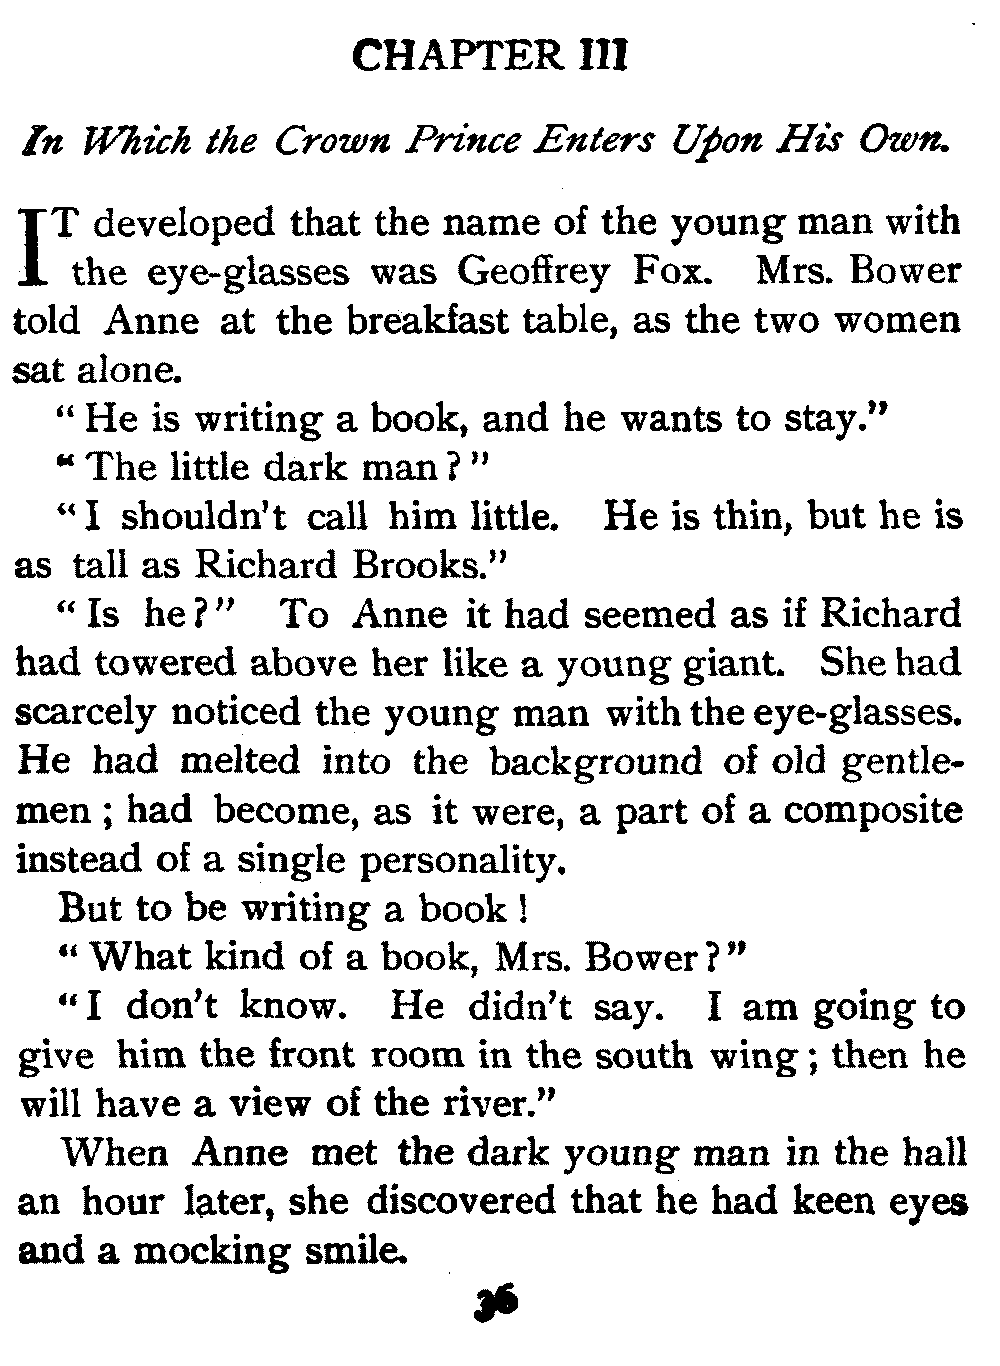 CHAPTER III
In Which the Crown Prince Enters Upon His Own.
IT developed that the name of the young man with
the eye-glasses was Geoffrey Fox. Mrs. Bower
told Anne at the breakfast table, as the two women
sat alone.
“ He is writing a book, and he wants to stay.”
“ The little dark man ? ”
“ I shouldn’t call him little. He is thin, but he is
as tall as Richard Brooks.”
“ Is he ? ” To Anne it had seemed as if Richard
had towered above her like a young giant. She had
scarcely noticed the young man with the eye-glasses.
He had melted into the background of old gentle-
men ; had become, as it were, a part of a composite
instead of a single personality.
But to be writing a book !
“ What kind of a book, Mrs. Bower ? ”
“ I don’t know. He didn’t say. I am going to
give him the front room in the south wing ; then he
will have a view of the river.”
When Anne met the dark young man in the hall
an hour later, she discovered that he had keen eyes
and a mocking smile.
36